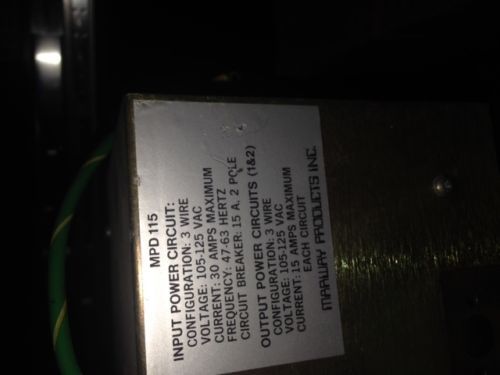 MPD 115
INPUT POWER CIRCUIT:
CONFIGURATION: 3 WIRE
VOLTAGE: 105-125 VAC
CURRENT: 30 AMPS MAXIMUM
FREQUENCY: 47-63 HERTZ
CIRCUIT BREAKER: 15 A. 2 POLE
OUTPUT POWER CIRCUITS (1&2)
CONFIGURATION: 3 WIRE
VOLTAGE: 105-125 VAC
CURRENT: 15 AMPS MAXIMUM
EACH CIRCUIT
MARWAY PRODUCTS INC.